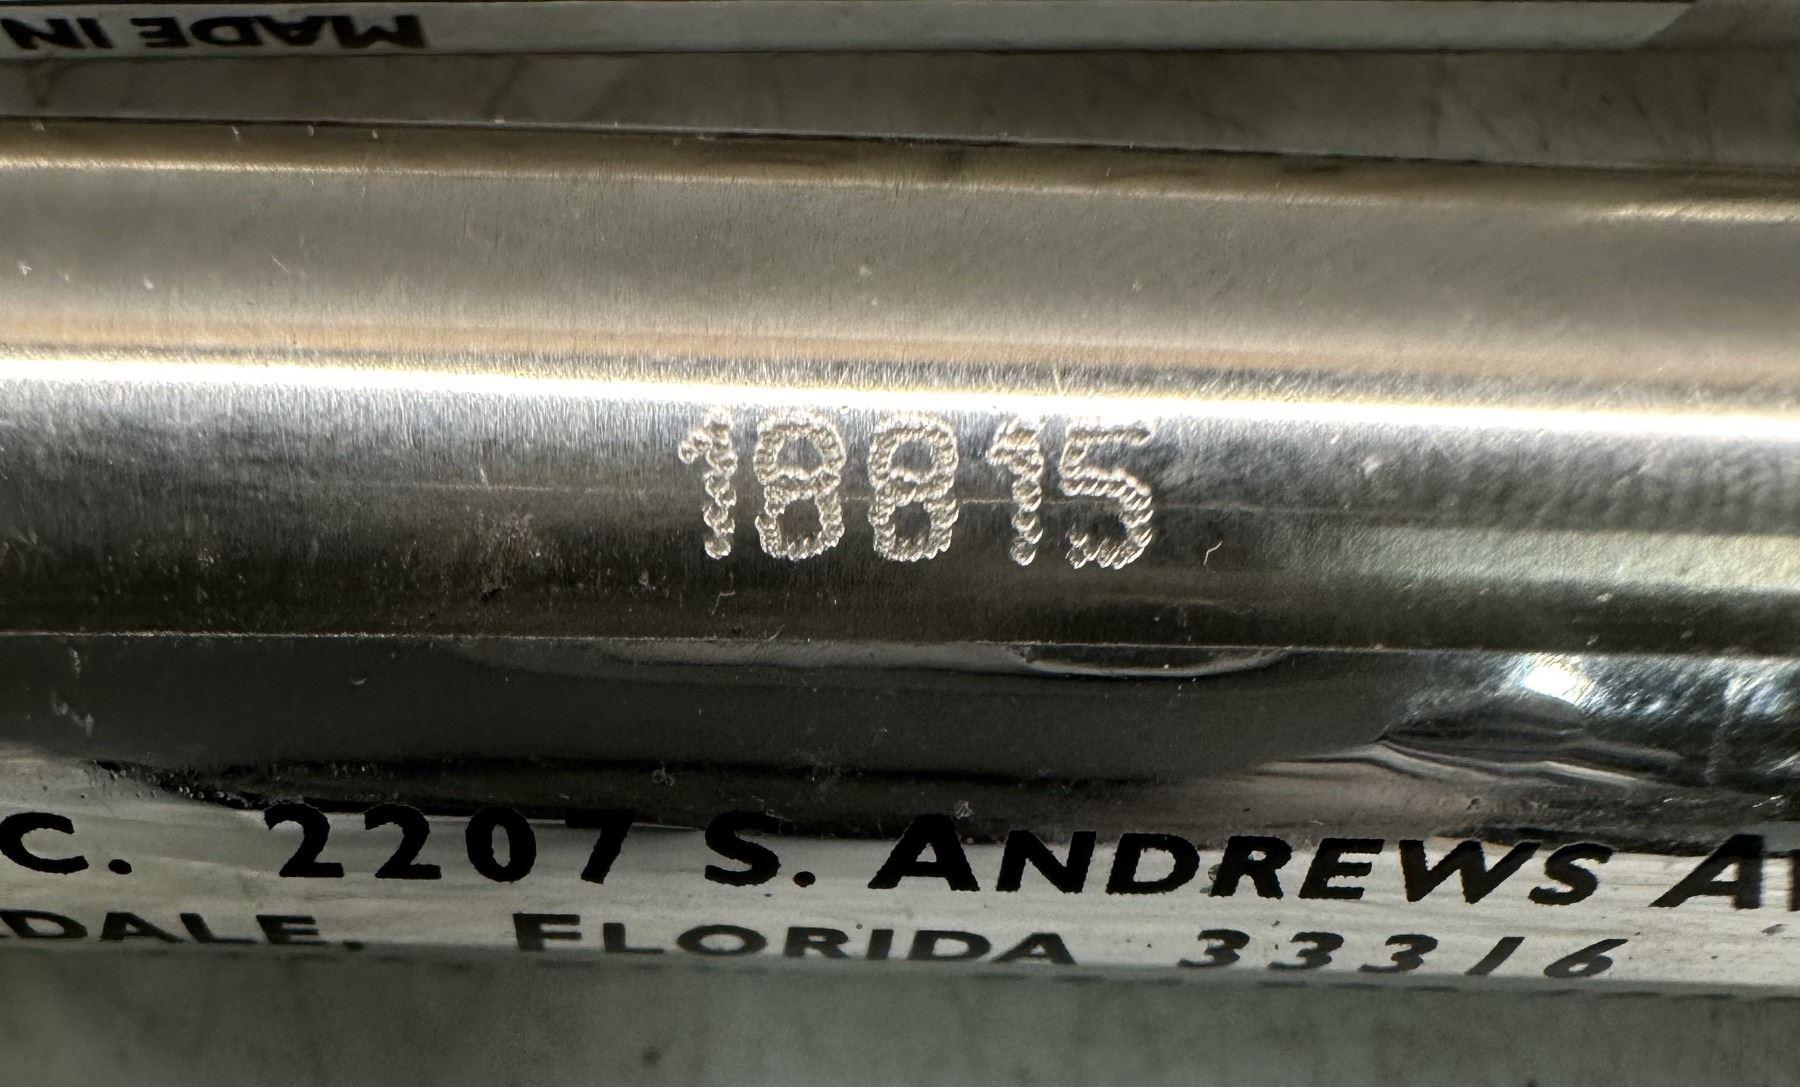 MADE IN
18815
C. 2207 S. ANDREWS A
DALE, FLORIDA 33316